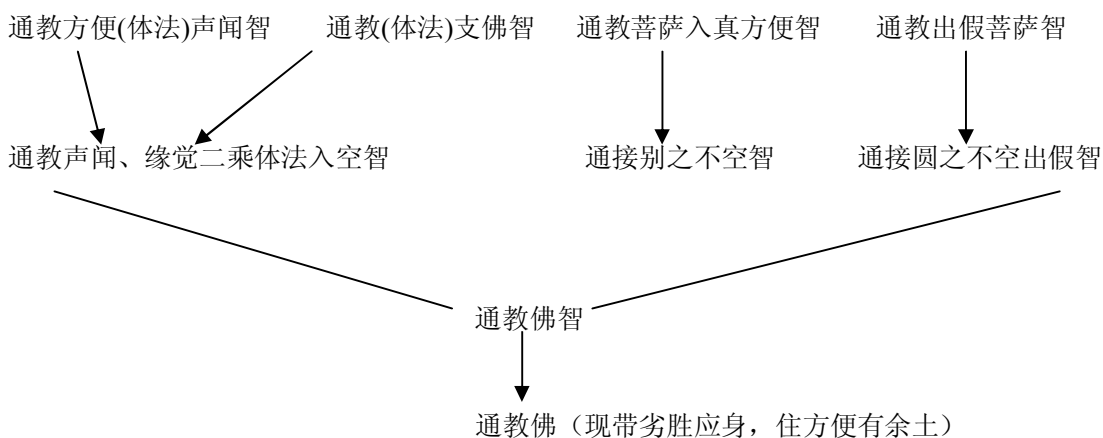 通教方便(体法)声闻智 通教(体法)支佛智 通教菩萨入真方便智 通教出假菩萨智
通教声闻、缘觉二乘体法入空智 通接别之不空智 通接圆之不空出假智
通教佛智
通教佛（现带劣胜应身，住方便有余土）